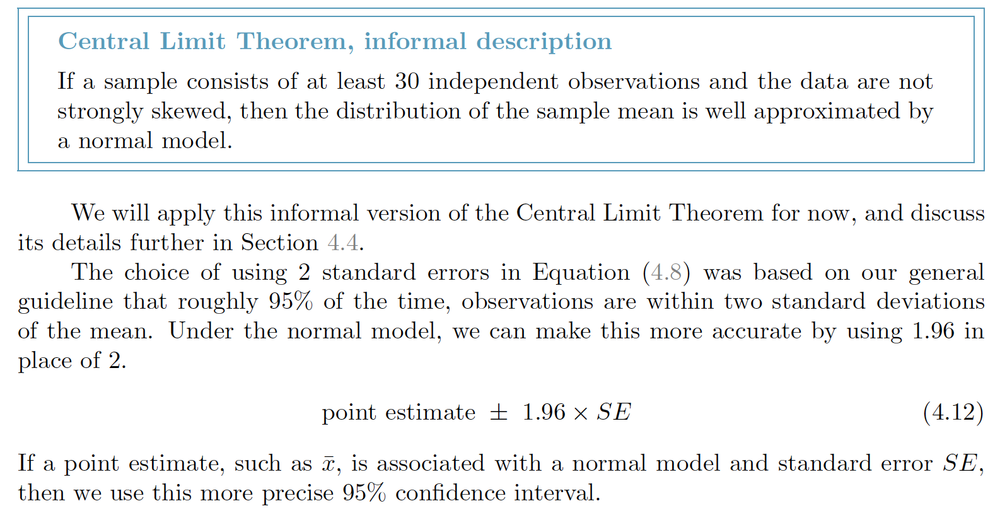 Central Limit Theorem, informal description
If a sample consists of at least 30 independent observations and the data are not
strongly skewed, then the distribution of the sample mean is well approximated by
a normal model.
We will apply this informal version of the Central Limit Theorem for now, and discuss
its details further in Section 4.4.
The choice of using 2 standard errors in Equation (4.8) was based on our general
guideline that roughly 95% of the time, observations are within two standard deviations
of the mean. Under the normal model, we can make this more accurate by using 1.96 in
place of 2.
point estimate ± 1.96 × SE (4.12)
If a point estimate, such as x̄, is associated with a normal model and standard error SE,
then we use this more precise 95% confidence interval.